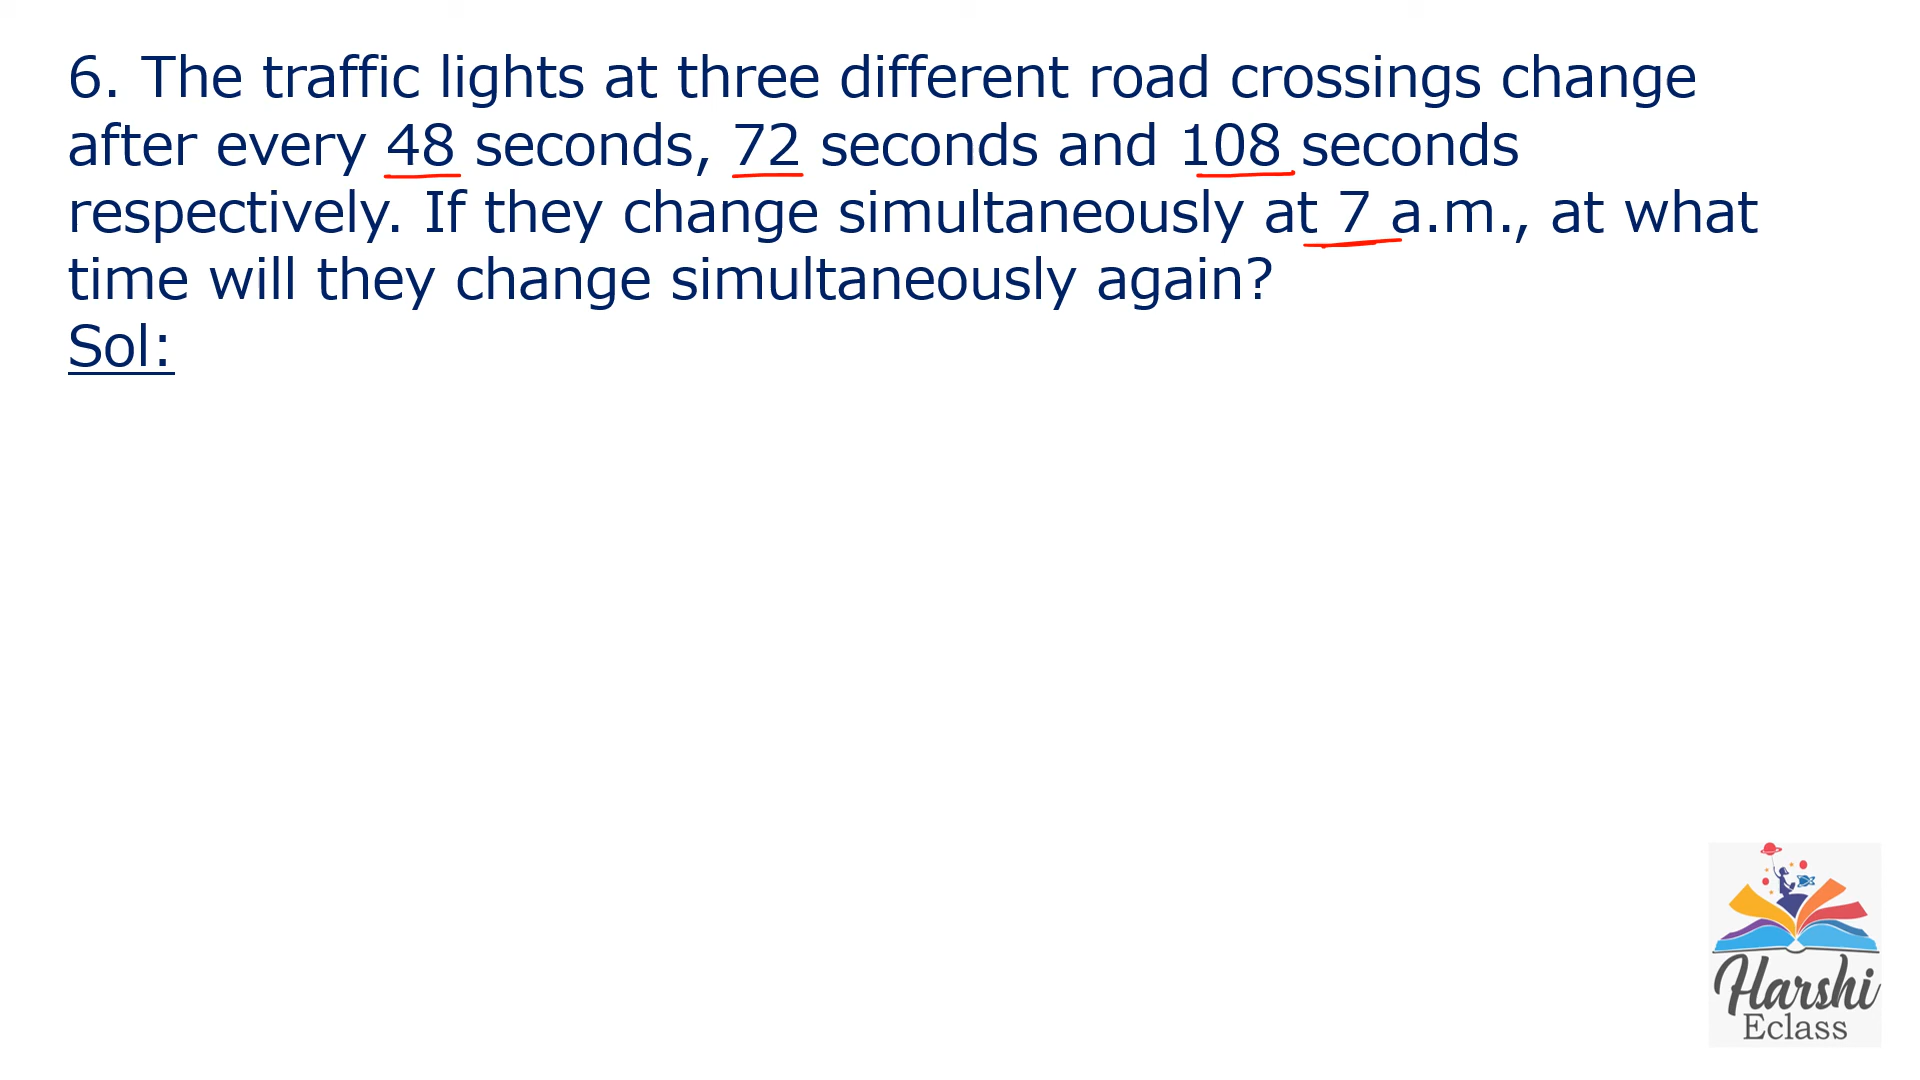 6. The traffic lights at three different road crossings change
after every 48 seconds, 72 seconds and 108 seconds
respectively. If they change simultaneously at 7 a.m., at what
time will they change simultaneously again?
Sol:
Harshi
Eclass